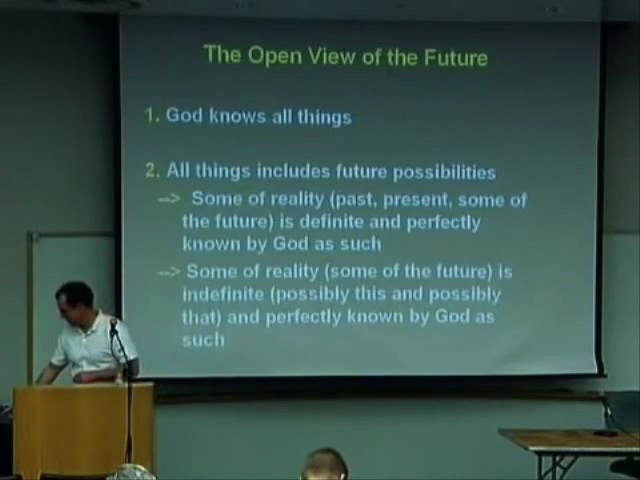 The Open View of the Future
1. God knows all things
2. All things includes future possibilities
--> Some of reality (past, present, some of
the future) is definite and perfectly
known by God as such
--> Some of reality (some of the future) is
indefinite (possibly this and possibly
that) and perfectly known by God as
such